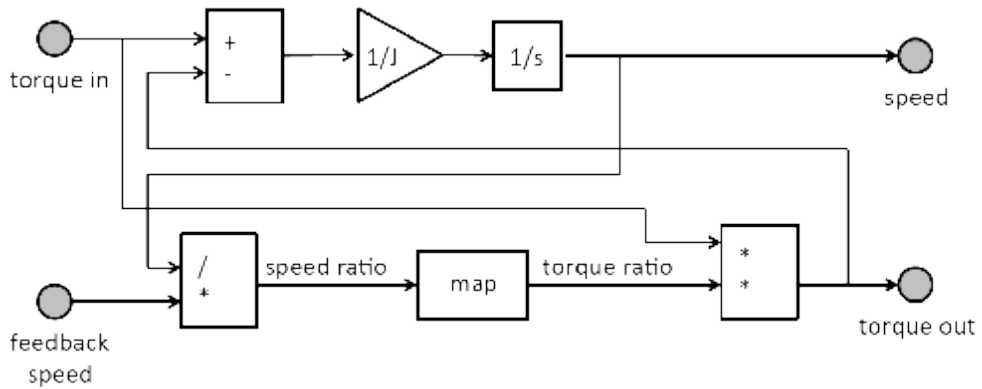 +
-
1/J
1/s
torque in
speed
/
*
speed ratio
map
torque ratio
*
*
feedback
speed
torque out